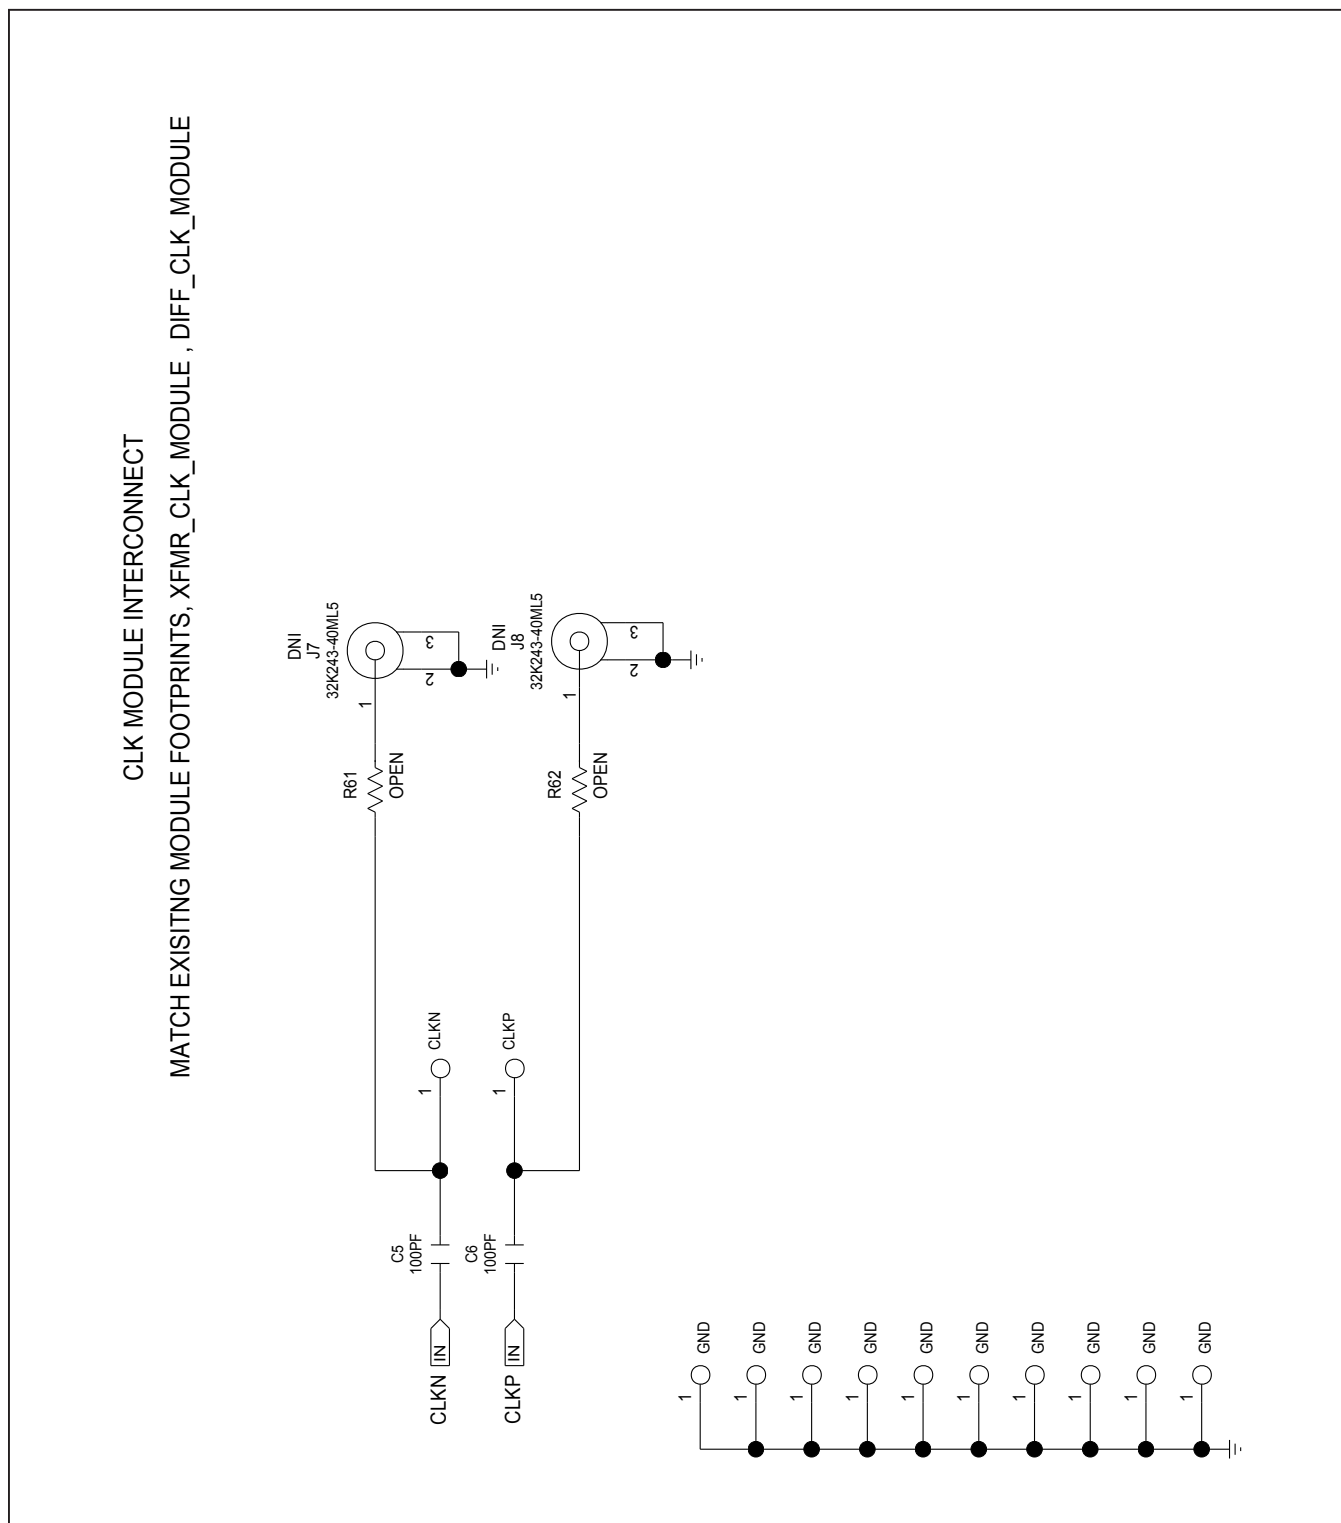 CLK MODULE INTERCONNECT
MATCH EXISITNG MODULE FOOTPRINTS, XFMR_CLK_MODULE , DIFF_CLK_MODULE
R61
OPEN
1
DNI
J7
32K243-40ML5
2
3
CLKN
IN
C5
100PF
1
CLKN
CLKP
IN
C6
100PF
1
CLKP
R62
OPEN
1
DNI
J8
32K243-40ML5
2
3
1
GND
1
GND
1
GND
1
GND
1
GND
1
GND
1
GND
1
GND
1
GND
1
GND